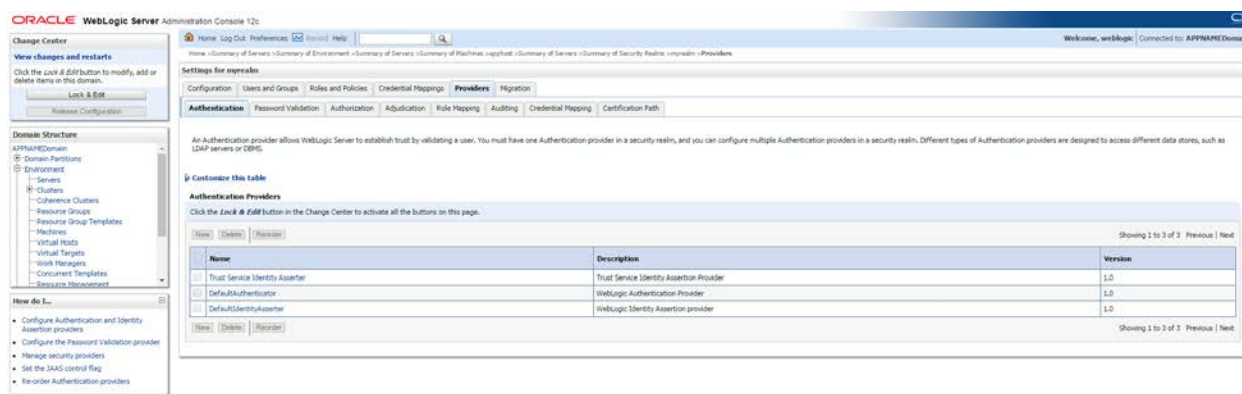 ORACLE WebLogic Server Administration Console 12c
Change Center
View changes and restarts
Click the Lock & Edit button to modify, add or
delete items in this domain.
Lock & Edit
Release Configuration
Domain Structure
APPNAMEDomain
Domain Partitions
Environment
Servers
Clusters
Coherence Clusters
Resource Groups
Resource Group Templates
Machines
Virtual Hosts
Virtual Targets
Work Managers
Concurrent Templates
Resource Management
How do I...
Configure Authentication and Identity
Assertion providers
Configure the Password Validation provider
Manage security providers
Set the JAAS control flag
Re-order Authentication providers
Home Log Out Preferences Record Help
Welcome, weblogic Connected to: APPNAMEDoma
Home >Summary of Servers >Summary of Environment >Summary of Servers >Summary of Machines >apphost >Summary of Servers >Summary of Security Realms >myrealm >Providers
Settings for myrealm
Configuration Users and Groups Roles and Policies Credential Mappings Providers Migration
Authentication Password Validation Authorization Adjudication Role Mapping Auditing Credential Mapping Certification Path
An Authentication provider allows WebLogic Server to establish trust by validating a user. You must have one Authentication provider in a security realm, and you can configure multiple Authentication providers in a security realm. Different types of Authentication providers are designed to access different data stores, such as
LDAP servers or DBMS.
Customize this table
Authentication Providers
Click the Lock & Edit button in the Change Center to activate all the buttons on this page.
New Delete Reorder Showing 1 to 3 of 3 Previous | Next
Name Description Version
Trust Service Identity Asserter Trust Service Identity Assertion Provider 1.0
DefaultAuthenticator WebLogic Authentication Provider 1.0
DefaultIdentityAsserter WebLogic Identity Assertion provider 1.0
New Delete Reorder Showing 1 to 3 of 3 Previous | Next